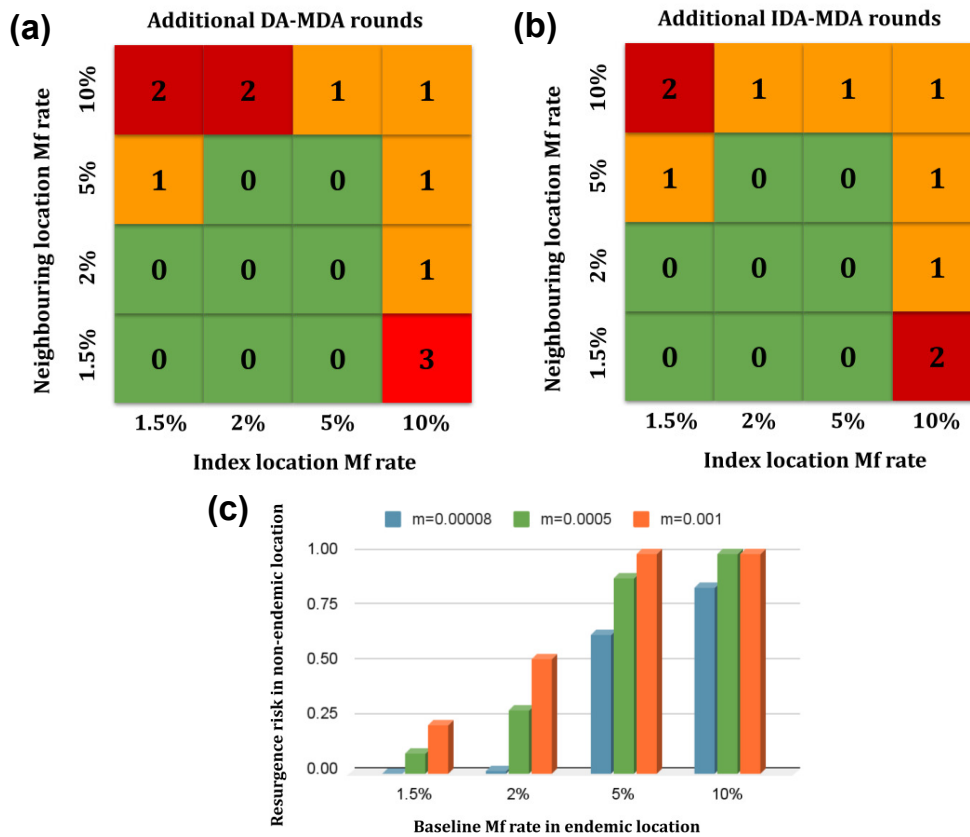 (a)
Additional DA-MDA rounds
Neighbouring location Mf rate
10%
2 2 1 1
5%
1 0 0 1
2%
0 0 0 1
1.5%
0 0 0 3
1.5% 2% 5% 10%
Index location Mf rate
(b)
Additional IDA-MDA rounds
Neighbouring location Mf rate
10%
2 1 1 1
5%
1 0 0 1
2%
0 0 0 1
1.5%
0 0 0 2
1.5% 2% 5% 10%
Index location Mf rate
(c)
m=0.00008 m=0.0005 m=0.001
Resurgence risk in non-endemic location
1.00
0.75
0.50
0.25
0.00
1.5% 2% 5% 10%
Baseline Mf rate in endemic location